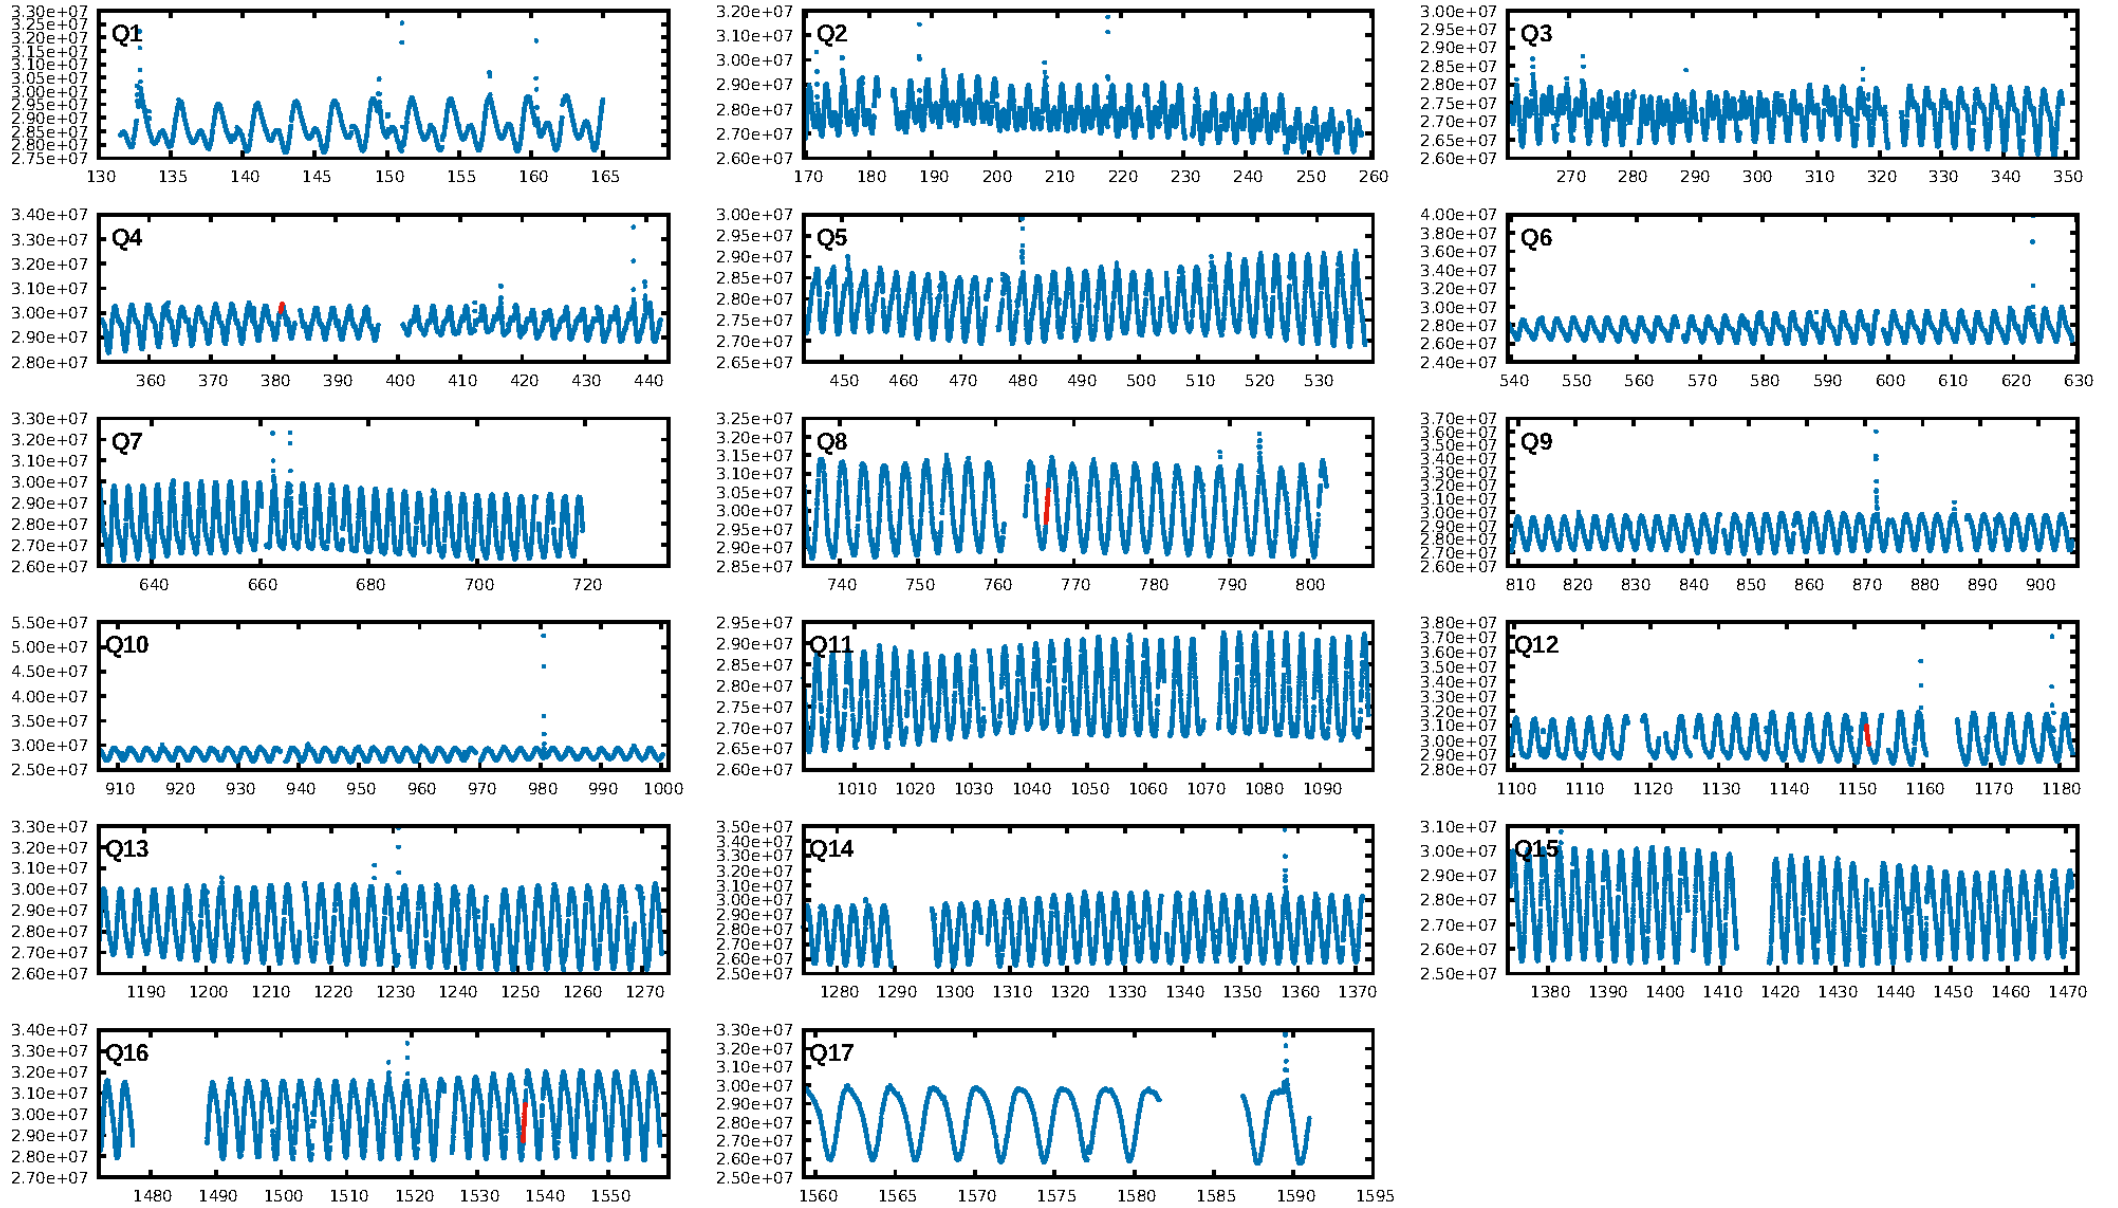 Q1
3.30e+07
3.25e+07
3.20e+07
3.15e+07
3.10e+07
3.05e+07
3.00e+07
2.95e+07
2.90e+07
2.85e+07
2.80e+07
2.75e+07
130 135 140 145 150 155 160 165
Q2
3.20e+07
3.10e+07
3.00e+07
2.90e+07
2.80e+07
2.70e+07
2.60e+07
170 180 190 200 210 220 230 240 250 260
Q3
3.00e+07
2.95e+07
2.90e+07
2.85e+07
2.80e+07
2.75e+07
2.70e+07
2.65e+07
2.60e+07
270 280 290 300 310 320 330 340 350
Q4
3.40e+07
3.30e+07
3.20e+07
3.10e+07
3.00e+07
2.90e+07
2.80e+07
360 370 380 390 400 410 420 430 440
Q5
3.00e+07
2.95e+07
2.90e+07
2.85e+07
2.80e+07
2.75e+07
2.70e+07
2.65e+07
450 460 470 480 490 500 510 520 530
Q6
4.00e+07
3.80e+07
3.60e+07
3.40e+07
3.20e+07
3.00e+07
2.80e+07
2.60e+07
2.40e+07
540 550 560 570 580 590 600 610 620 630
Q7
3.30e+07
3.20e+07
3.10e+07
3.00e+07
2.90e+07
2.80e+07
2.70e+07
2.60e+07
640 660 680 700 720
Q8
3.25e+07
3.20e+07
3.15e+07
3.10e+07
3.05e+07
3.00e+07
2.95e+07
2.90e+07
2.85e+07
740 750 760 770 780 790 800
Q9
3.70e+07
3.60e+07
3.50e+07
3.40e+07
3.30e+07
3.20e+07
3.10e+07
3.00e+07
2.90e+07
2.80e+07
2.70e+07
2.60e+07
810 820 830 840 850 860 870 880 890 900
Q10
5.50e+07
5.00e+07
4.50e+07
4.00e+07
3.50e+07
3.00e+07
2.50e+07
910 920 930 940 950 960 970 980 990 1000
Q11
2.95e+07
2.90e+07
2.85e+07
2.80e+07
2.75e+07
2.70e+07
2.65e+07
2.60e+07
1010 1020 1030 1040 1050 1060 1070 1080 1090
Q12
3.80e+07
3.70e+07
3.60e+07
3.50e+07
3.40e+07
3.30e+07
3.20e+07
3.10e+07
3.00e+07
2.90e+07
2.80e+07
1100 1110 1120 1130 1140 1150 1160 1170 1180
Q13
3.30e+07
3.20e+07
3.10e+07
3.00e+07
2.90e+07
2.80e+07
2.70e+07
2.60e+07
1190 1200 1210 1220 1230 1240 1250 1260 1270
Q14
3.50e+07
3.40e+07
3.30e+07
3.20e+07
3.10e+07
3.00e+07
2.90e+07
2.80e+07
2.70e+07
2.60e+07
2.50e+07
1280 1290 1300 1310 1320 1330 1340 1350 1360 1370
Q15
3.10e+07
3.00e+07
2.90e+07
2.80e+07
2.70e+07
2.60e+07
2.50e+07
1380 1390 1400 1410 1420 1430 1440 1450 1460 1470
Q16
3.40e+07
3.30e+07
3.20e+07
3.10e+07
3.00e+07
2.90e+07
2.80e+07
2.70e+07
1480 1490 1500 1510 1520 1530 1540 1550
Q17
3.30e+07
3.20e+07
3.10e+07
3.00e+07
2.90e+07
2.80e+07
2.70e+07
2.60e+07
2.50e+07
1560 1565 1570 1575 1580 1585 1590 1595